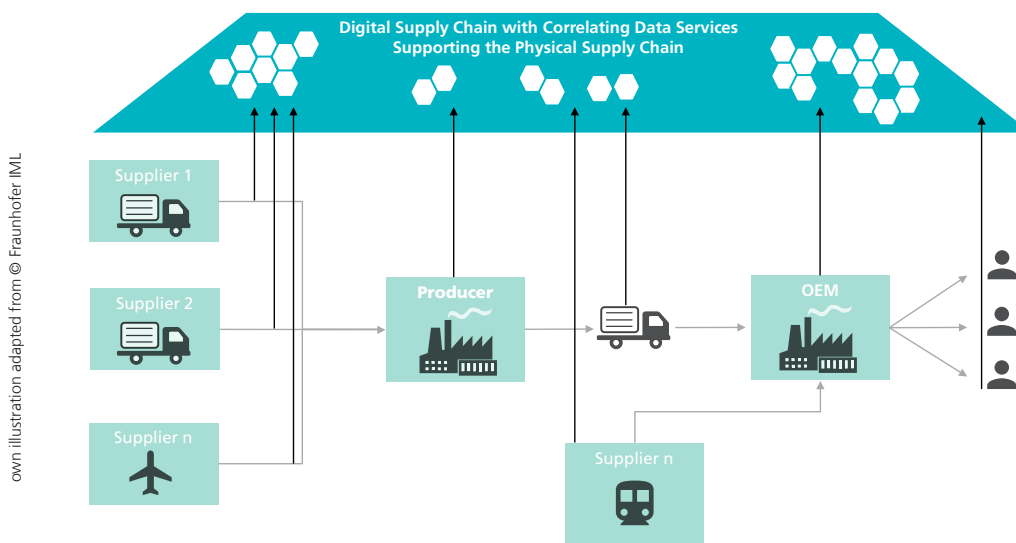 Digital Supply Chain with Correlating Data Services
Supporting the Physical Supply Chain
own illustration adapted from © Fraunhofer IML
Supplier 1
Supplier 2
Supplier n
Producer
OEM
Supplier n